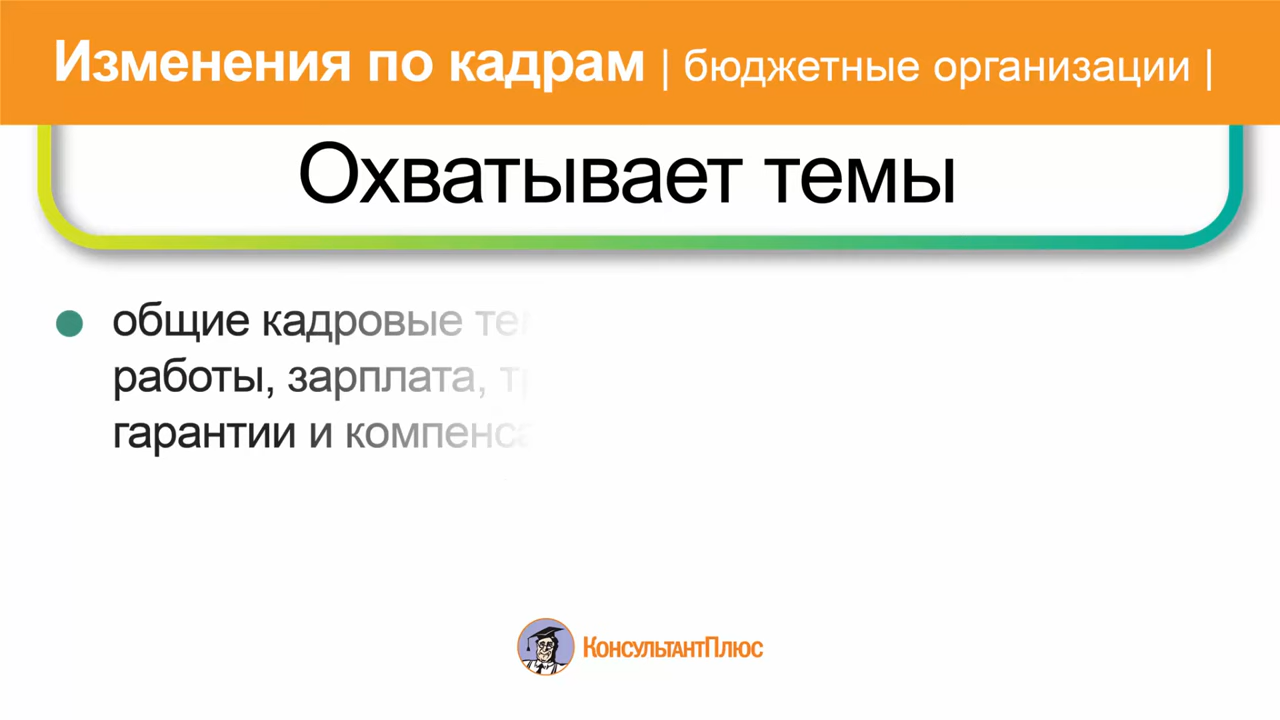 Изменения по кадрам | бюджетные организации |
Охватывает темы
общие кадровые
работы, зарплата,
гарантии и
КонсультантПлюс